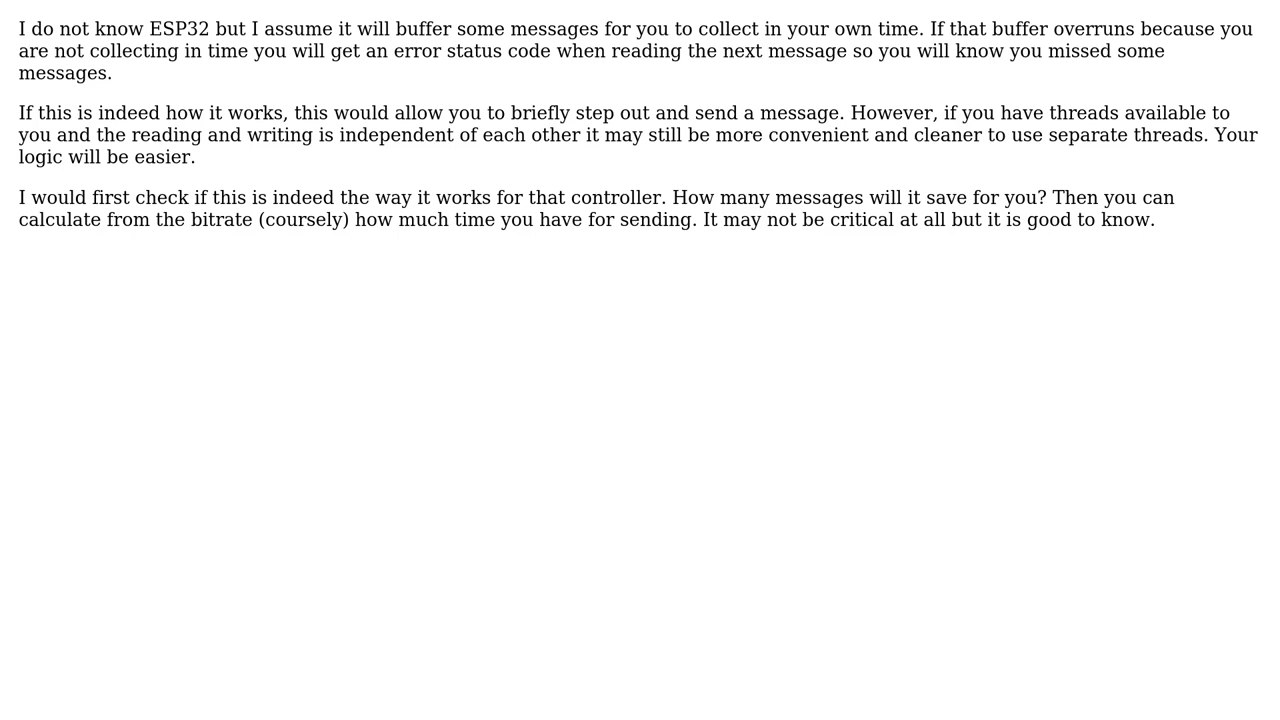 I do not know ESP32 but I assume it will buffer some messages for you to collect in your own time. If that buffer overruns because you
are not collecting in time you will get an error status code when reading the next message so you will know you missed some
messages.
If this is indeed how it works, this would allow you to briefly step out and send a message. However, if you have threads available to
you and the reading and writing is independent of each other it may still be more convenient and cleaner to use separate threads. Your
logic will be easier.
I would first check if this is indeed the way it works for that controller. How many messages will it save for you? Then you can
calculate from the bitrate (coursely) how much time you have for sending. It may not be critical at all but it is good to know.